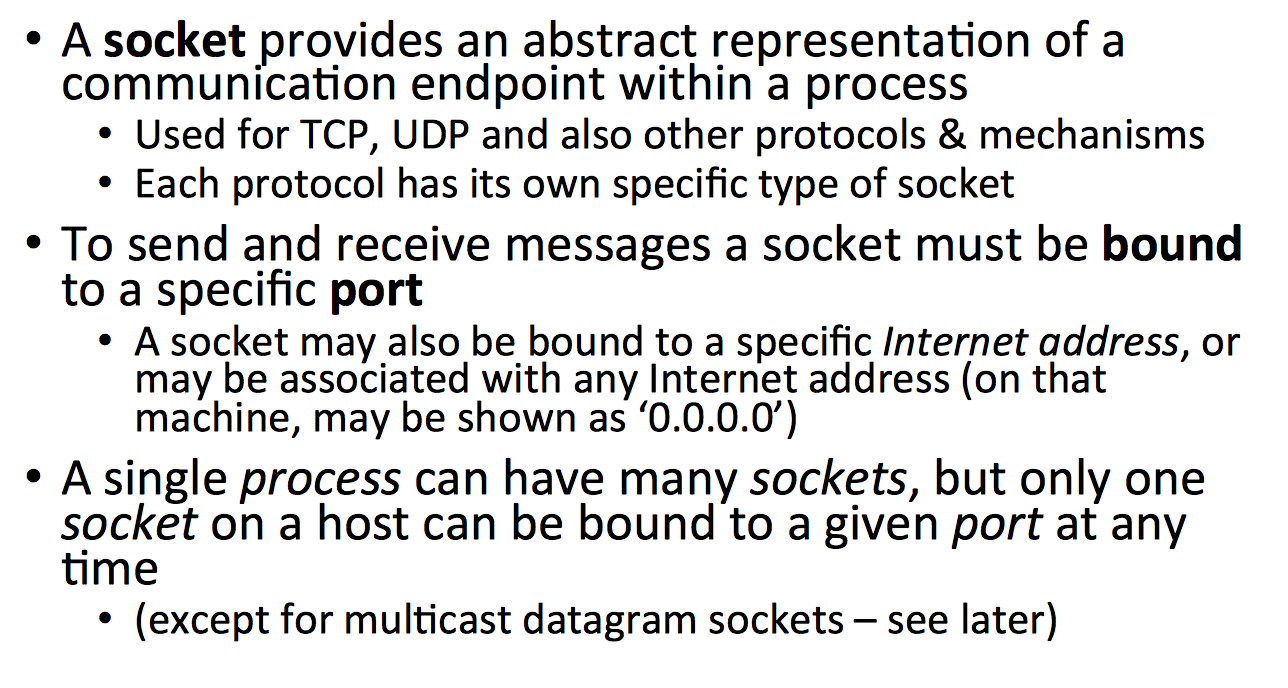 • A socket provides an abstract representation of a
communication endpoint within a process
• Used for TCP, UDP and also other protocols & mechanisms
• Each protocol has its own specific type of socket
• To send and receive messages a socket must be bound
to a specific port
• A socket may also be bound to a specific Internet address, or
may be associated with any Internet address (on that
machine, may be shown as ‘0.0.0.0’)
• A single process can have many sockets, but only one
socket on a host can be bound to a given port at any
time
• (except for multicast datagram sockets – see later)